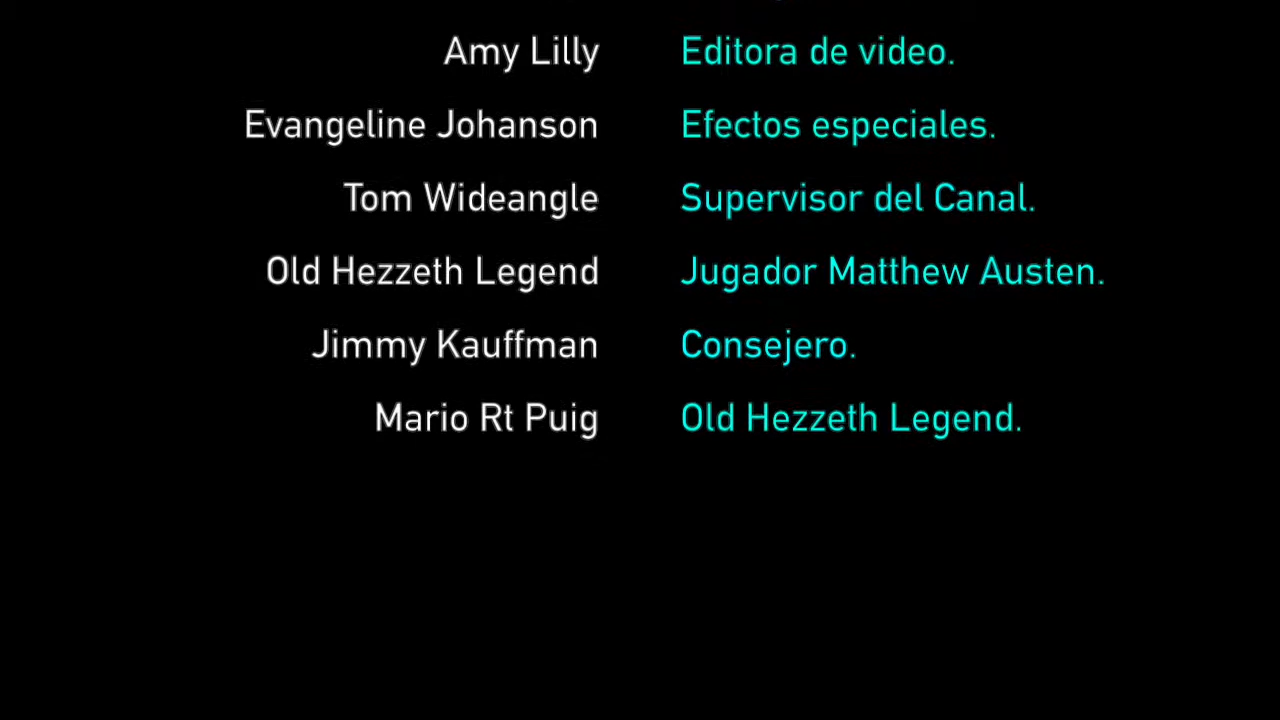 Amy Lilly Editora de video.
Evangeline Johanson Efectos especiales.
Tom Wideangle Supervisor del Canal.
Old Hezzeth Legend Jugador Matthew Austen.
Jimmy Kauffman Consejero.
Mario Rt Puig Old Hezzeth Legend.